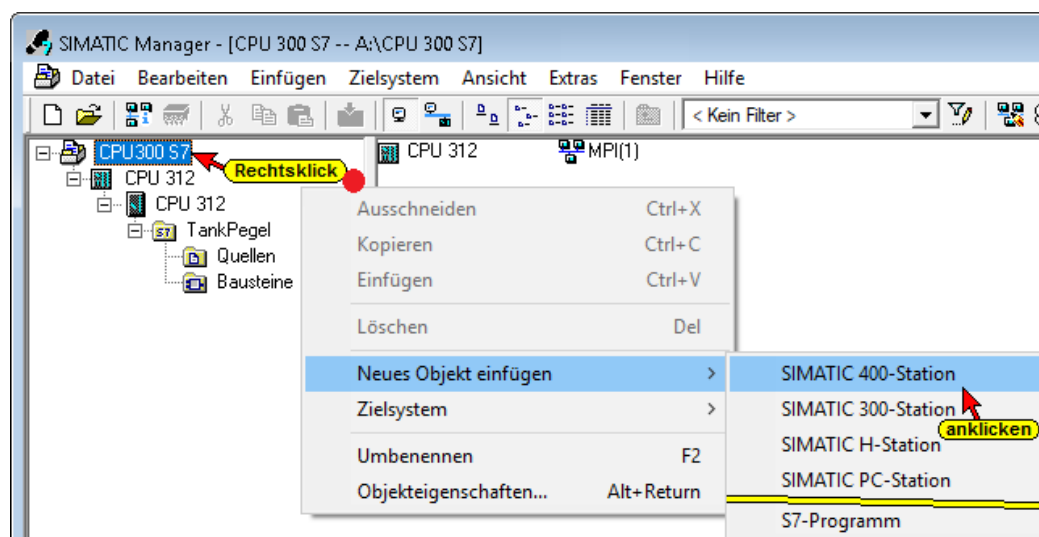 SIMATIC Manager - [CPU 300 S7 -- A:\CPU 300 S7]
Datei Bearbeiten Einfügen Zielsystem Ansicht Extras Fenster Hilfe
< Kein Filter >
CPU300 S7
Rechtsklick
CPU 312
CPU 312
TankPegel
Quellen
Bausteine
CPU 312 MPI(1)
Ausschneiden Ctrl+X
Kopieren Ctrl+C
Einfügen Ctrl+V
Löschen Del
Neues Objekt einfügen >
Zielsystem >
Umbenennen F2
Objekteigenschaften... Alt+Return
SIMATIC 400-Station
SIMATIC 300-Station
anklicken
SIMATIC H-Station
SIMATIC PC-Station
S7-Programm